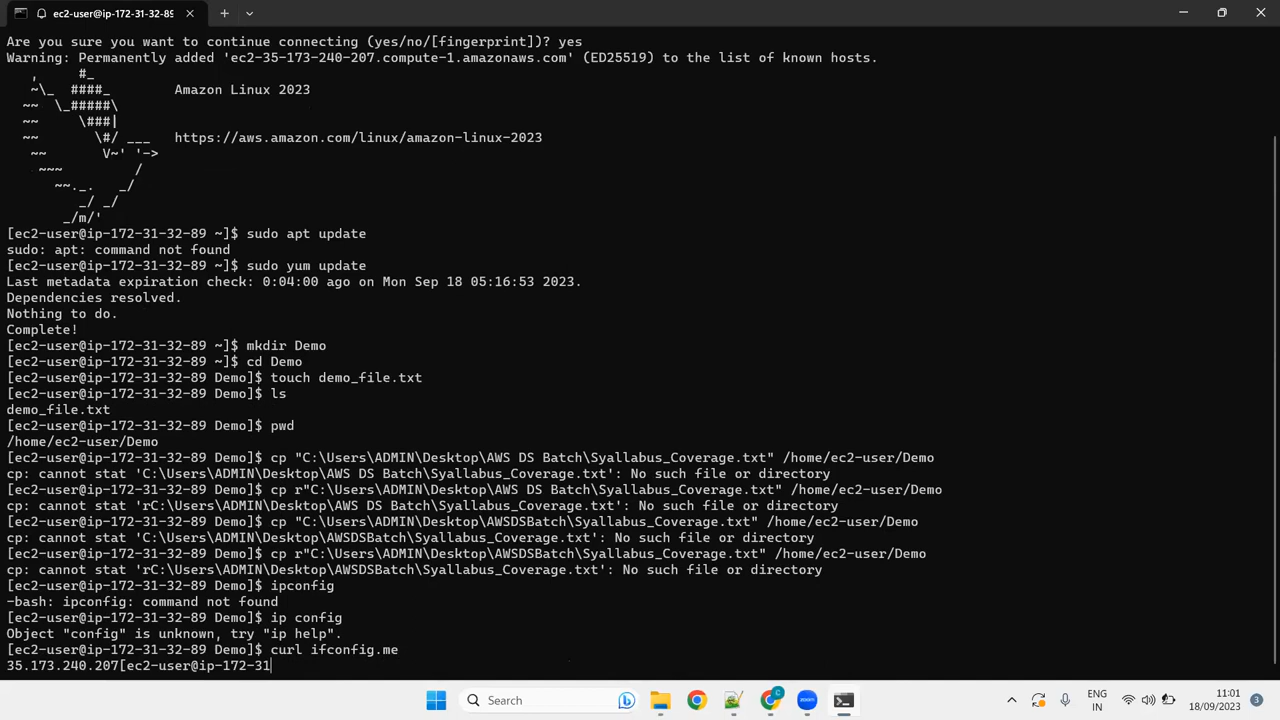 ec2-user@ip-172-31-32-89
Are you sure you want to continue connecting (yes/no/[fingerprint])? yes
Warning: Permanently added 'ec2-35-173-240-207.compute-1.amazonaws.com' (ED25519) to the list of known hosts.
   ,     #_
   ~\_  ####_        Amazon Linux 2023
  ~~  \_#####\
  ~~     \###|
  ~~       \#/ ___   https://aws.amazon.com/linux/amazon-linux-2023
   ~~       V~' '->
    ~~~         /
      ~~._.   _/
         _/ _/
       _/m/'
[ec2-user@ip-172-31-32-89 ~]$ sudo apt update
sudo: apt: command not found
[ec2-user@ip-172-31-32-89 ~]$ sudo yum update
Last metadata expiration check: 0:04:00 ago on Mon Sep 18 05:16:53 2023.
Dependencies resolved.
Nothing to do.
Complete!
[ec2-user@ip-172-31-32-89 ~]$ mkdir Demo
[ec2-user@ip-172-31-32-89 ~]$ cd Demo
[ec2-user@ip-172-31-32-89 Demo]$ touch demo_file.txt
[ec2-user@ip-172-31-32-89 Demo]$ ls
demo_file.txt
[ec2-user@ip-172-31-32-89 Demo]$ pwd
/home/ec2-user/Demo
[ec2-user@ip-172-31-32-89 Demo]$ cp "C:\Users\ADMIN\Desktop\AWS DS Batch\Syallabus_Coverage.txt" /home/ec2-user/Demo
cp: cannot stat 'C:\Users\ADMIN\Desktop\AWS DS Batch\Syallabus_Coverage.txt': No such file or directory
[ec2-user@ip-172-31-32-89 Demo]$ cp r"C:\Users\ADMIN\Desktop\AWS DS Batch\Syallabus_Coverage.txt" /home/ec2-user/Demo
cp: cannot stat 'rC:\Users\ADMIN\Desktop\AWS DS Batch\Syallabus_Coverage.txt': No such file or directory
[ec2-user@ip-172-31-32-89 Demo]$ cp "C:\Users\ADMIN\Desktop\AWSDSBatch\Syallabus_Coverage.txt" /home/ec2-user/Demo
cp: cannot stat 'C:\Users\ADMIN\Desktop\AWSDSBatch\Syallabus_Coverage.txt': No such file or directory
[ec2-user@ip-172-31-32-89 Demo]$ cp r"C:\Users\ADMIN\Desktop\AWSDSBatch\Syallabus_Coverage.txt" /home/ec2-user/Demo
cp: cannot stat 'rC:\Users\ADMIN\Desktop\AWSDSBatch\Syallabus_Coverage.txt': No such file or directory
[ec2-user@ip-172-31-32-89 Demo]$ ipconfig
-bash: ipconfig: command not found
[ec2-user@ip-172-31-32-89 Demo]$ ip config
Object "config" is unknown, try "ip help".
[ec2-user@ip-172-31-32-89 Demo]$ curl ifconfig.me
35.173.240.207[ec2-user@ip-172-31
Search
C
zoom
ENG
IN
11:01
18/09/2023
3